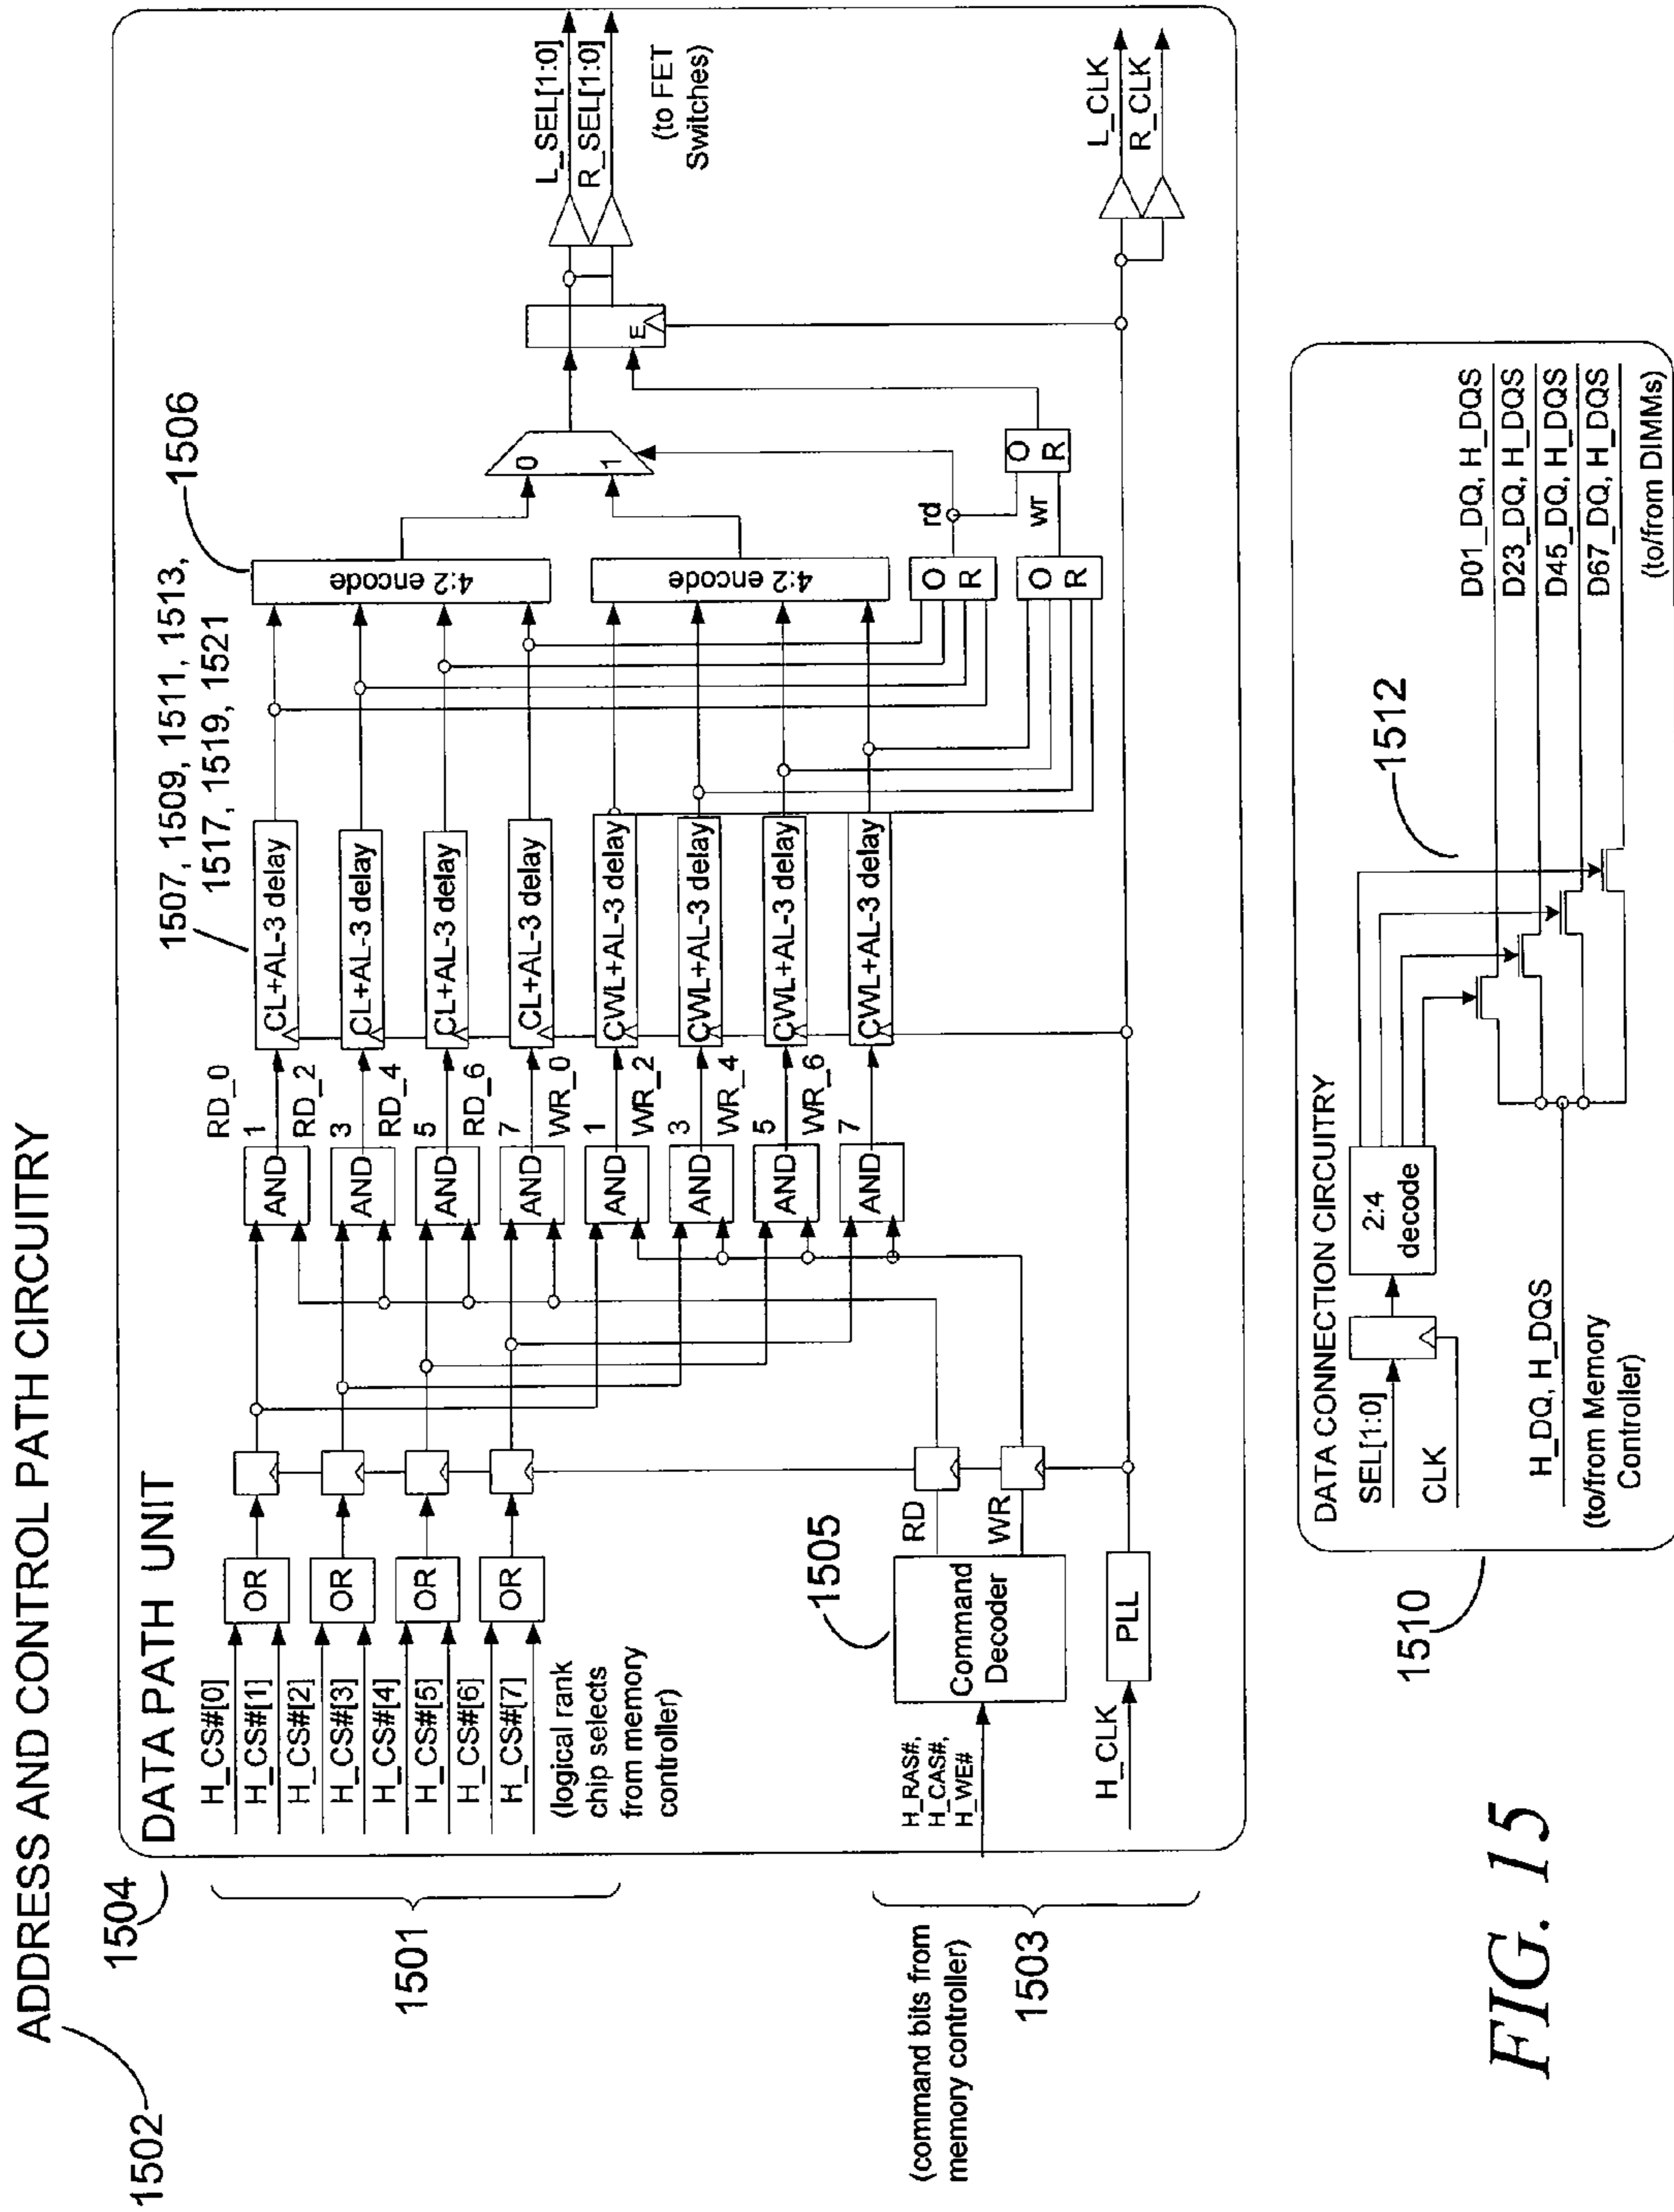 ADDRESS AND CONTROL PATH CIRCUITRY
1502
1504
DATA PATH UNIT
1501
H_CS#[0]
H_CS#[1]
H_CS#[2]
H_CS#[3]
H_CS#[4]
H_CS#[5]
H_CS#[6]
H_CS#[7]
(logical rank
chip selects
from memory
controller)
OR
OR
OR
OR
1503
(command bits from
memory controller)
H_RAS#,
H_CAS#,
H_WE#
1505
Command
Decoder
RD
WR
H_CLK
PLL
AND
AND
AND
AND
AND
AND
AND
AND
RD_0
1
RD_2
3
RD_4
5
RD_6
7
WR_0
1
WR_2
3
WR_4
5
WR_6
7
1507, 1509, 1511, 1513,
1517, 1519, 1521
CL+AL-3 delay
CL+AL-3 delay
CL+AL-3 delay
CL+AL-3 delay
CWL+AL-3 delay
CWL+AL-3 delay
CWL+AL-3 delay
CWL+AL-3 delay
1506
4:2 encode
4:2 encode
OR
OR
rd
wr
OR
0
1
E
L_SEL[1:0]
R_SEL[1:0]
(to FET
Switches)
L_CLK
R_CLK
1510
DATA CONNECTION CIRCUITRY
SEL[1:0]
CLK
2:4
decode
H_DQ, H_DQS
(to/from Memory
Controller)
1512
D01_DQ, H_DQS
D23_DQ, H_DQS
D45_DQ, H_DQS
D67_DQ, H_DQS
(to/from DIMMs)
FIG. 15